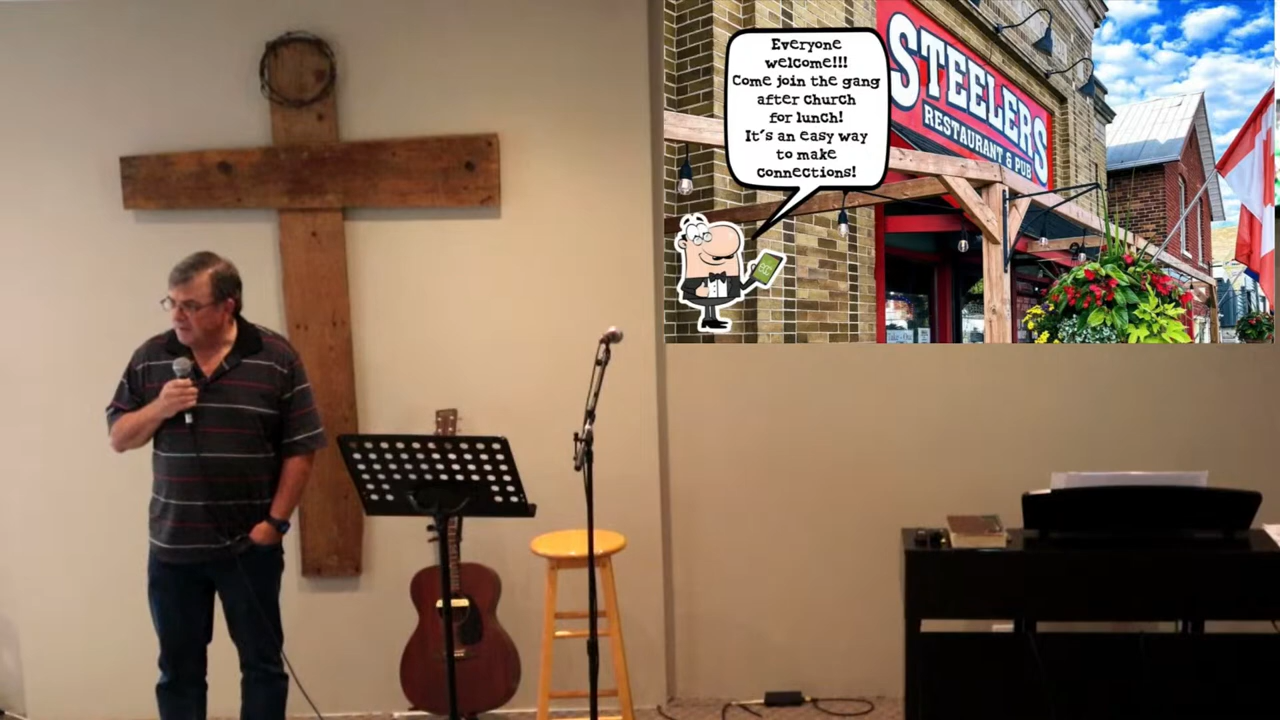 Everyone
welcome!!!
Come join the gang
after church
for lunch!
It's an easy way
to make
connections!
STEELERS
RESTAURANT & PUB